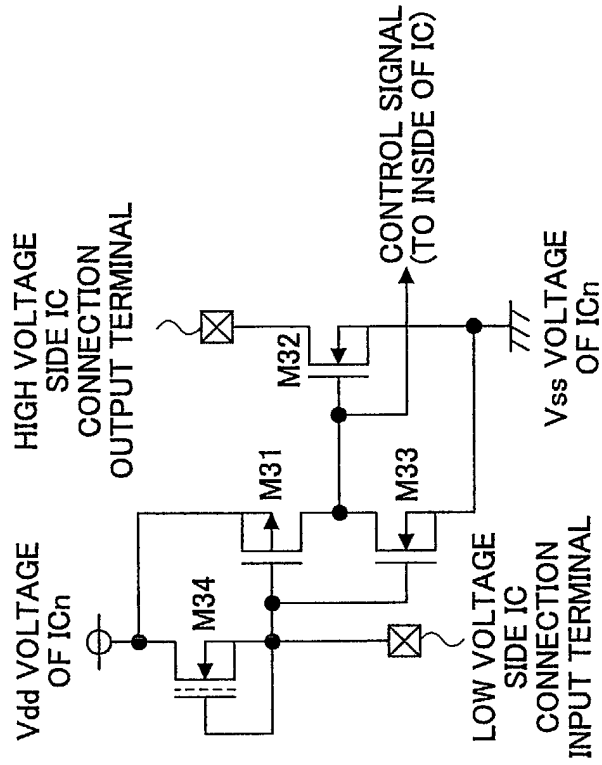 HIGH VOLTAGE
SIDE IC
CONNECTION
OUTPUT TERMINAL
Vdd VOLTAGE
OF ICn
M34
M31
M32
M33
CONTROL SIGNAL
(TO INSIDE OF IC)
LOW VOLTAGE
SIDE IC
CONNECTION
INPUT TERMINAL
Vss VOLTAGE
OF ICn